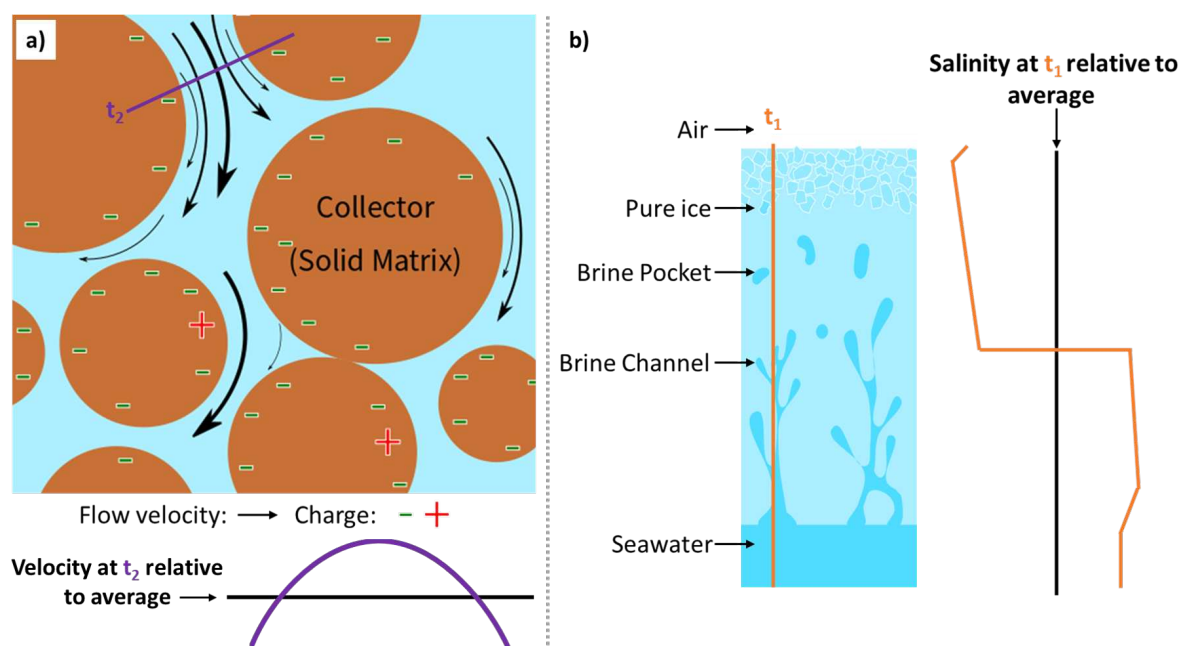 a)
t2
Collector
(Solid Matrix)
Flow velocity: Charge: - +
Velocity at t2 relative
to average
b)
Salinity at t1 relative to
average
t1
Air
Pure ice
Brine Pocket
Brine Channel
Seawater